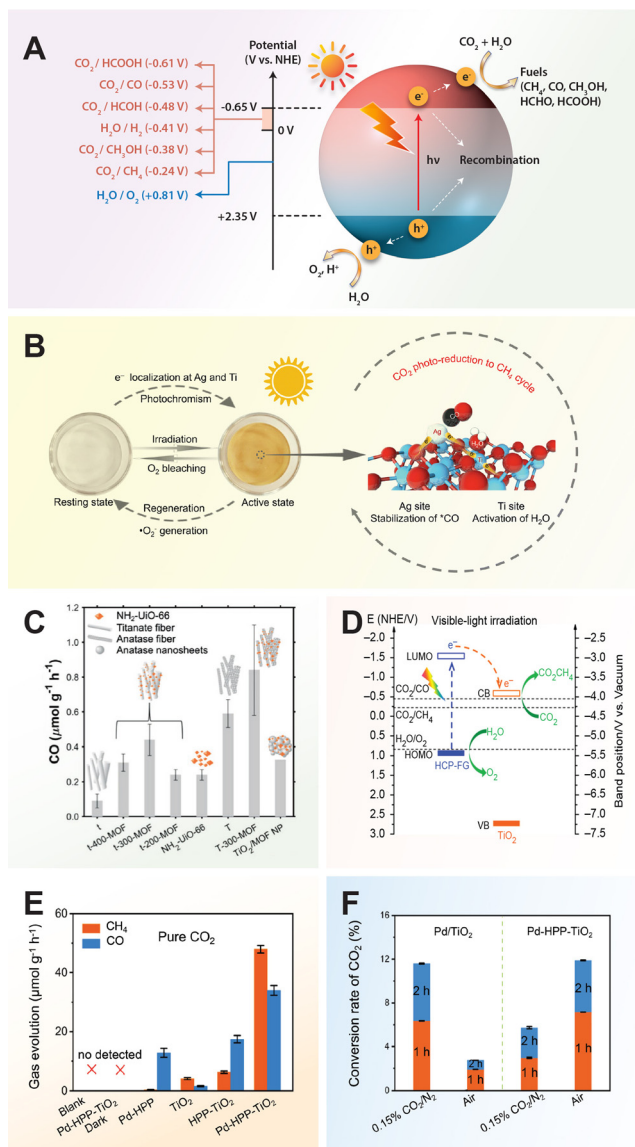 A
CO2/HCOOH (-0.61 V)
CO2/CO (-0.53 V)
CO2/HCOH (-0.48 V)
H2O/H2 (-0.41 V)
CO2/CH3OH (-0.38 V)
CO2/CH4 (-0.24 V)
H2O/O2 (+0.81 V)
Potential
(V vs. NHE)
-0.65 V
0 V
+2.35 V
CO2 + H2O
Fuels
(CH4, CO, CH3OH,
HCHO, HCOOH)
e-
e-
hν
Recombination
h+
h+
O2, H+
H2O
B
e− localization at Ag and Ti
Photochromism
Irradiation
O2 bleaching
Resting state
Active state
Regeneration
•O2- generation
CO2 photo-reduction to CH4 cycle
CO
Ag
H2O
Ti
Ag site
Stabilization of *CO
Ti site
Activation of H2O
C
CO (μmol g-1 h-1)
1.2
1.0
0.8
0.6
0.4
0.2
0.0
NH2-UiO-66
Titanate fiber
Anatase fiber
Anatase nanosheets
t
t-400-MOF
t-300-MOF
t-200-MOF
NH2-UiO-66
T
T-300-MOF
TiO2/MOF NP
D
E (NHE/V)
Visible-light irradiation
−2.0
−1.5
−1.0
−0.5
0.0
0.5
1.0
1.5
2.0
2.5
3.0
LUMO
e−
e−
CB
CO2CH4
CO2
CO2/CO
CO2/CH4
H2O/O2
HOMO
HCP-FG
H2O
O2
VB
TiO2
−2.5
−3.0
−3.5
−4.0
−4.5
−5.0
−5.5
−6.0
−6.5
−7.0
−7.5
Band position/V vs. Vacuum
E
Gas evolution (μmol g-1 h-1)
60
40
20
0
CH4
CO
Pure CO2
no detected
Blank
Pd-HPP-TiO2
Dark
Pd-HPP
TiO2
HPP-TiO2
Pd-HPP-TiO2
F
Conversion rate of CO2 (%)
16
12
8
4
0
Pd/TiO2
Pd-HPP-TiO2
2 h
1 h
2 h
1 h
2 h
1 h
2 h
1 h
0.15% CO2/N2
Air
0.15% CO2/N2
Air